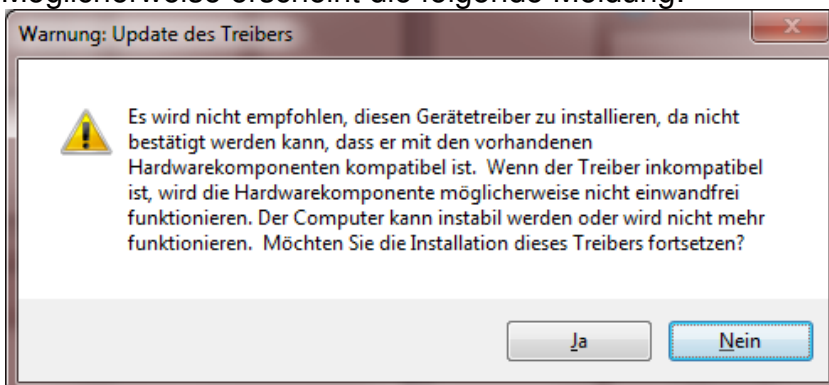 Möglicherweise erscheint die folgende Meldung:
Warnung: Update des Treibers
Es wird nicht empfohlen, diesen Gerätetreiber zu installieren, da nicht
bestätigt werden kann, dass er mit den vorhandenen
Hardwarekomponenten kompatibel ist.  Wenn der Treiber inkompatibel
ist, wird die Hardwarekomponente möglicherweise nicht einwandfrei
funktionieren. Der Computer kann instabil werden oder wird nicht mehr
funktionieren.  Möchten Sie die Installation dieses Treibers fortsetzen?
Ja
Nein